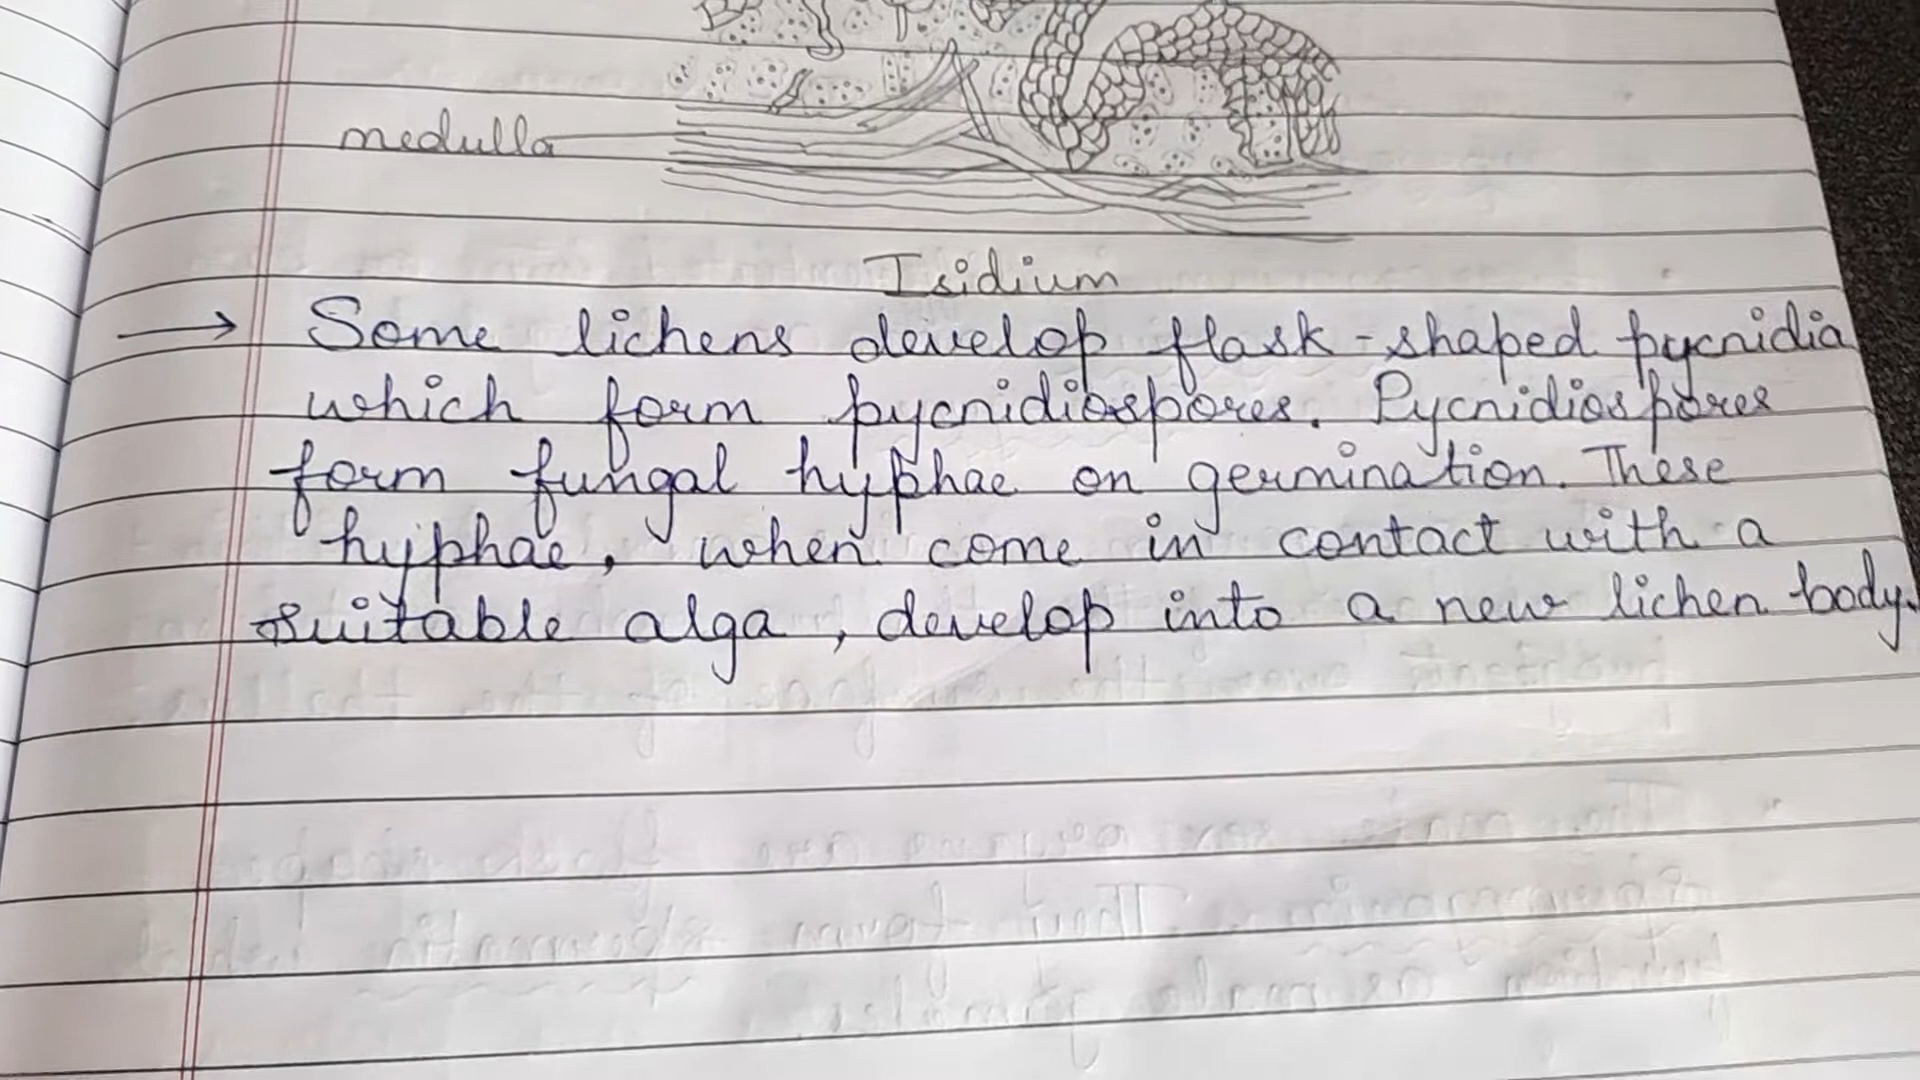 medulla
Isidium
→ Some lichens develop flask-shaped pycnidia
which form pycnidiospores. Pycnidiospores
form fungal hyphae on germination. These
hyphae, when come in contact with a
suitable alga, develop into a new lichen body.